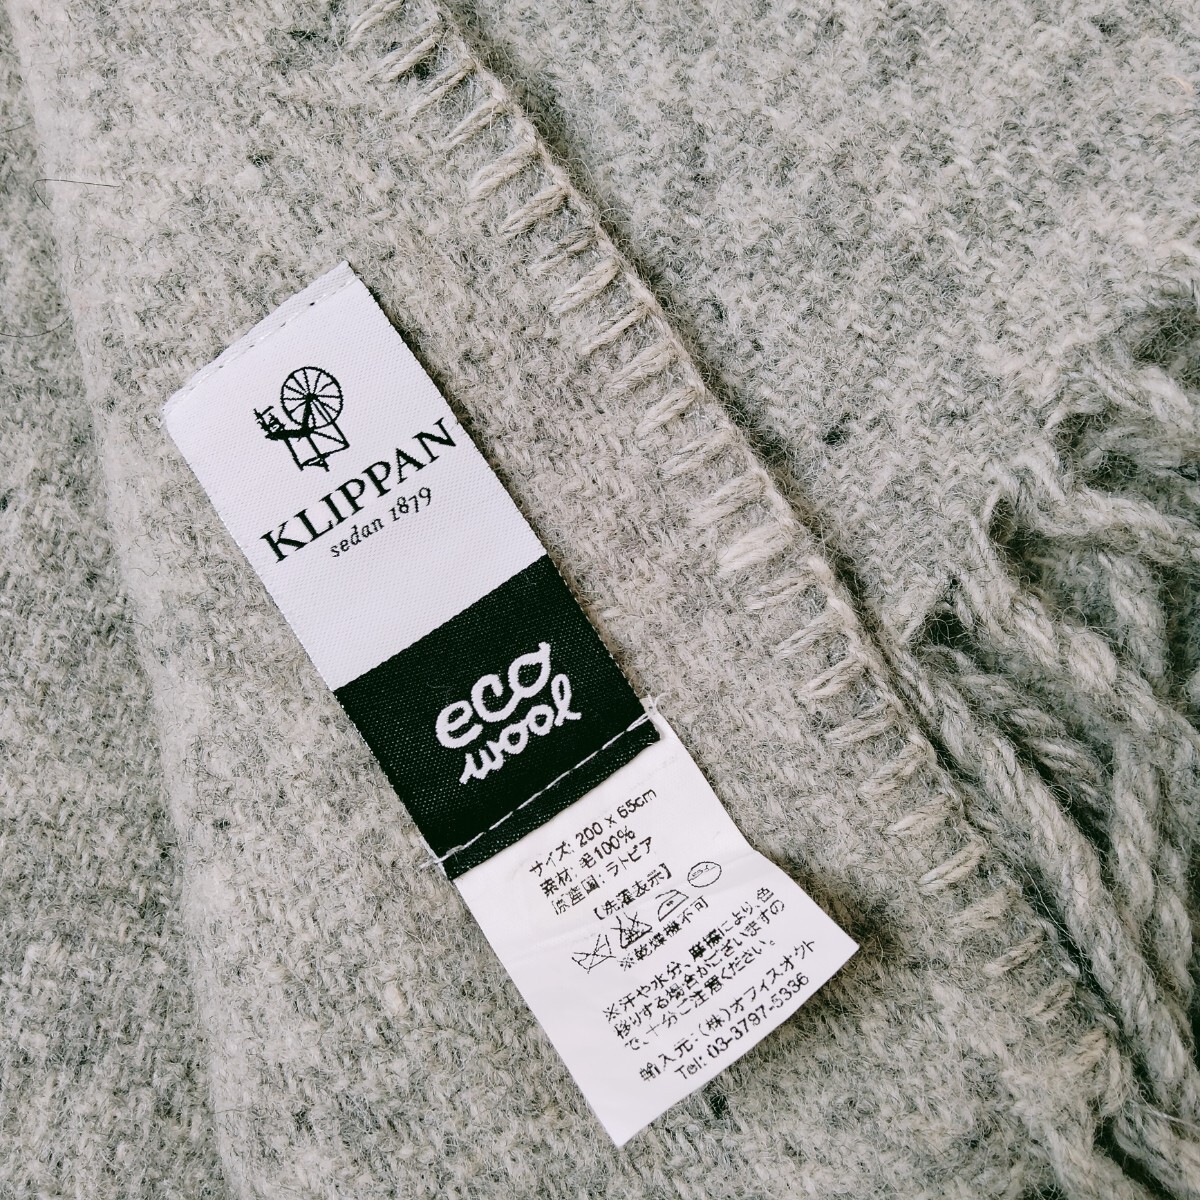 KLIPPAN
sedan 1879
eco
wool
サイズ: 200 x 65cm
素材: 毛100%
原産国: ラトビア
【洗濯表示】
※乾燥機不可
※汗や水分、摩擦により、色
移りする場合がございますの
で、十分ご注意ください。
輸入元: (株)オフィスオクト
Tel: 03-3797-5336